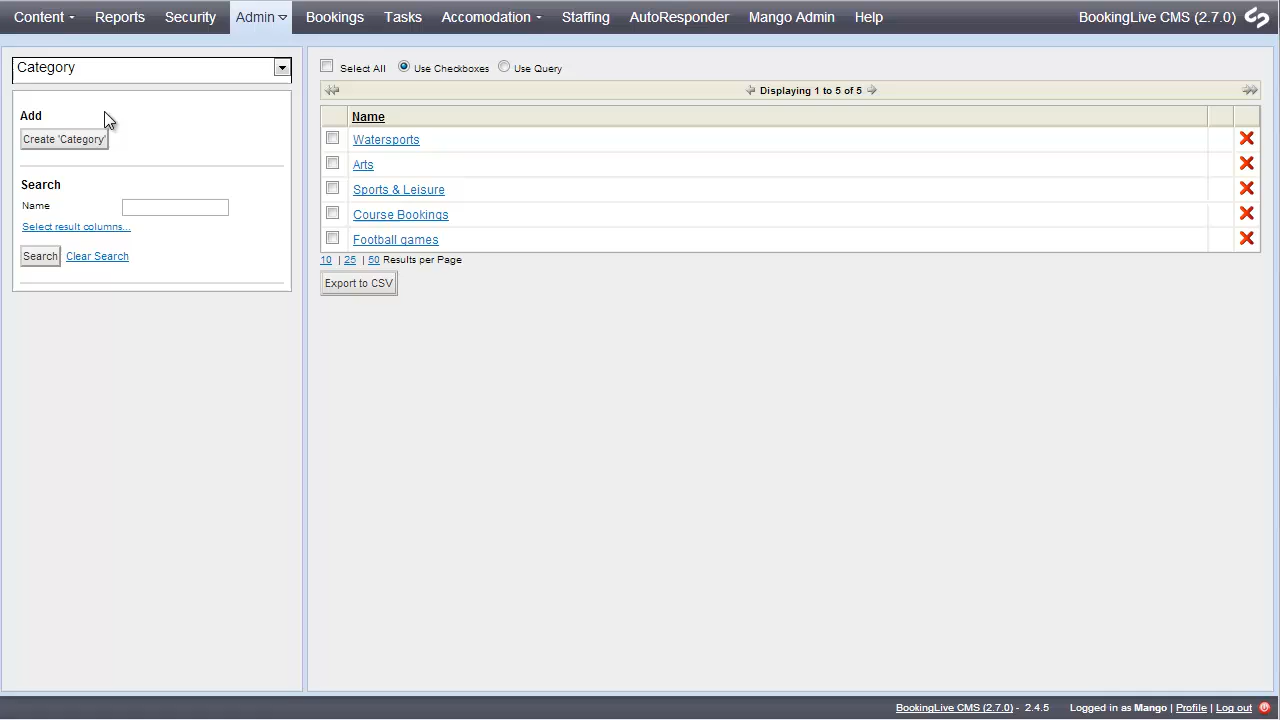 Content Reports Security Admin Bookings Tasks Accomodation Staffing AutoResponder Mango Admin Help BookingLive CMS (2.7.0)
Category
Add
Create 'Category'
Search
Name
Select result columns...
Search Clear Search
Select All Use Checkboxes Use Query
Displaying 1 to 5 of 5
Name
Watersports
Arts
Sports & Leisure
Course Bookings
Football games
10 | 25 | 50 Results per Page
Export to CSV
BookingLive CMS (2.7.0) - 2.4.5 Logged in as Mango | Profile | Log out